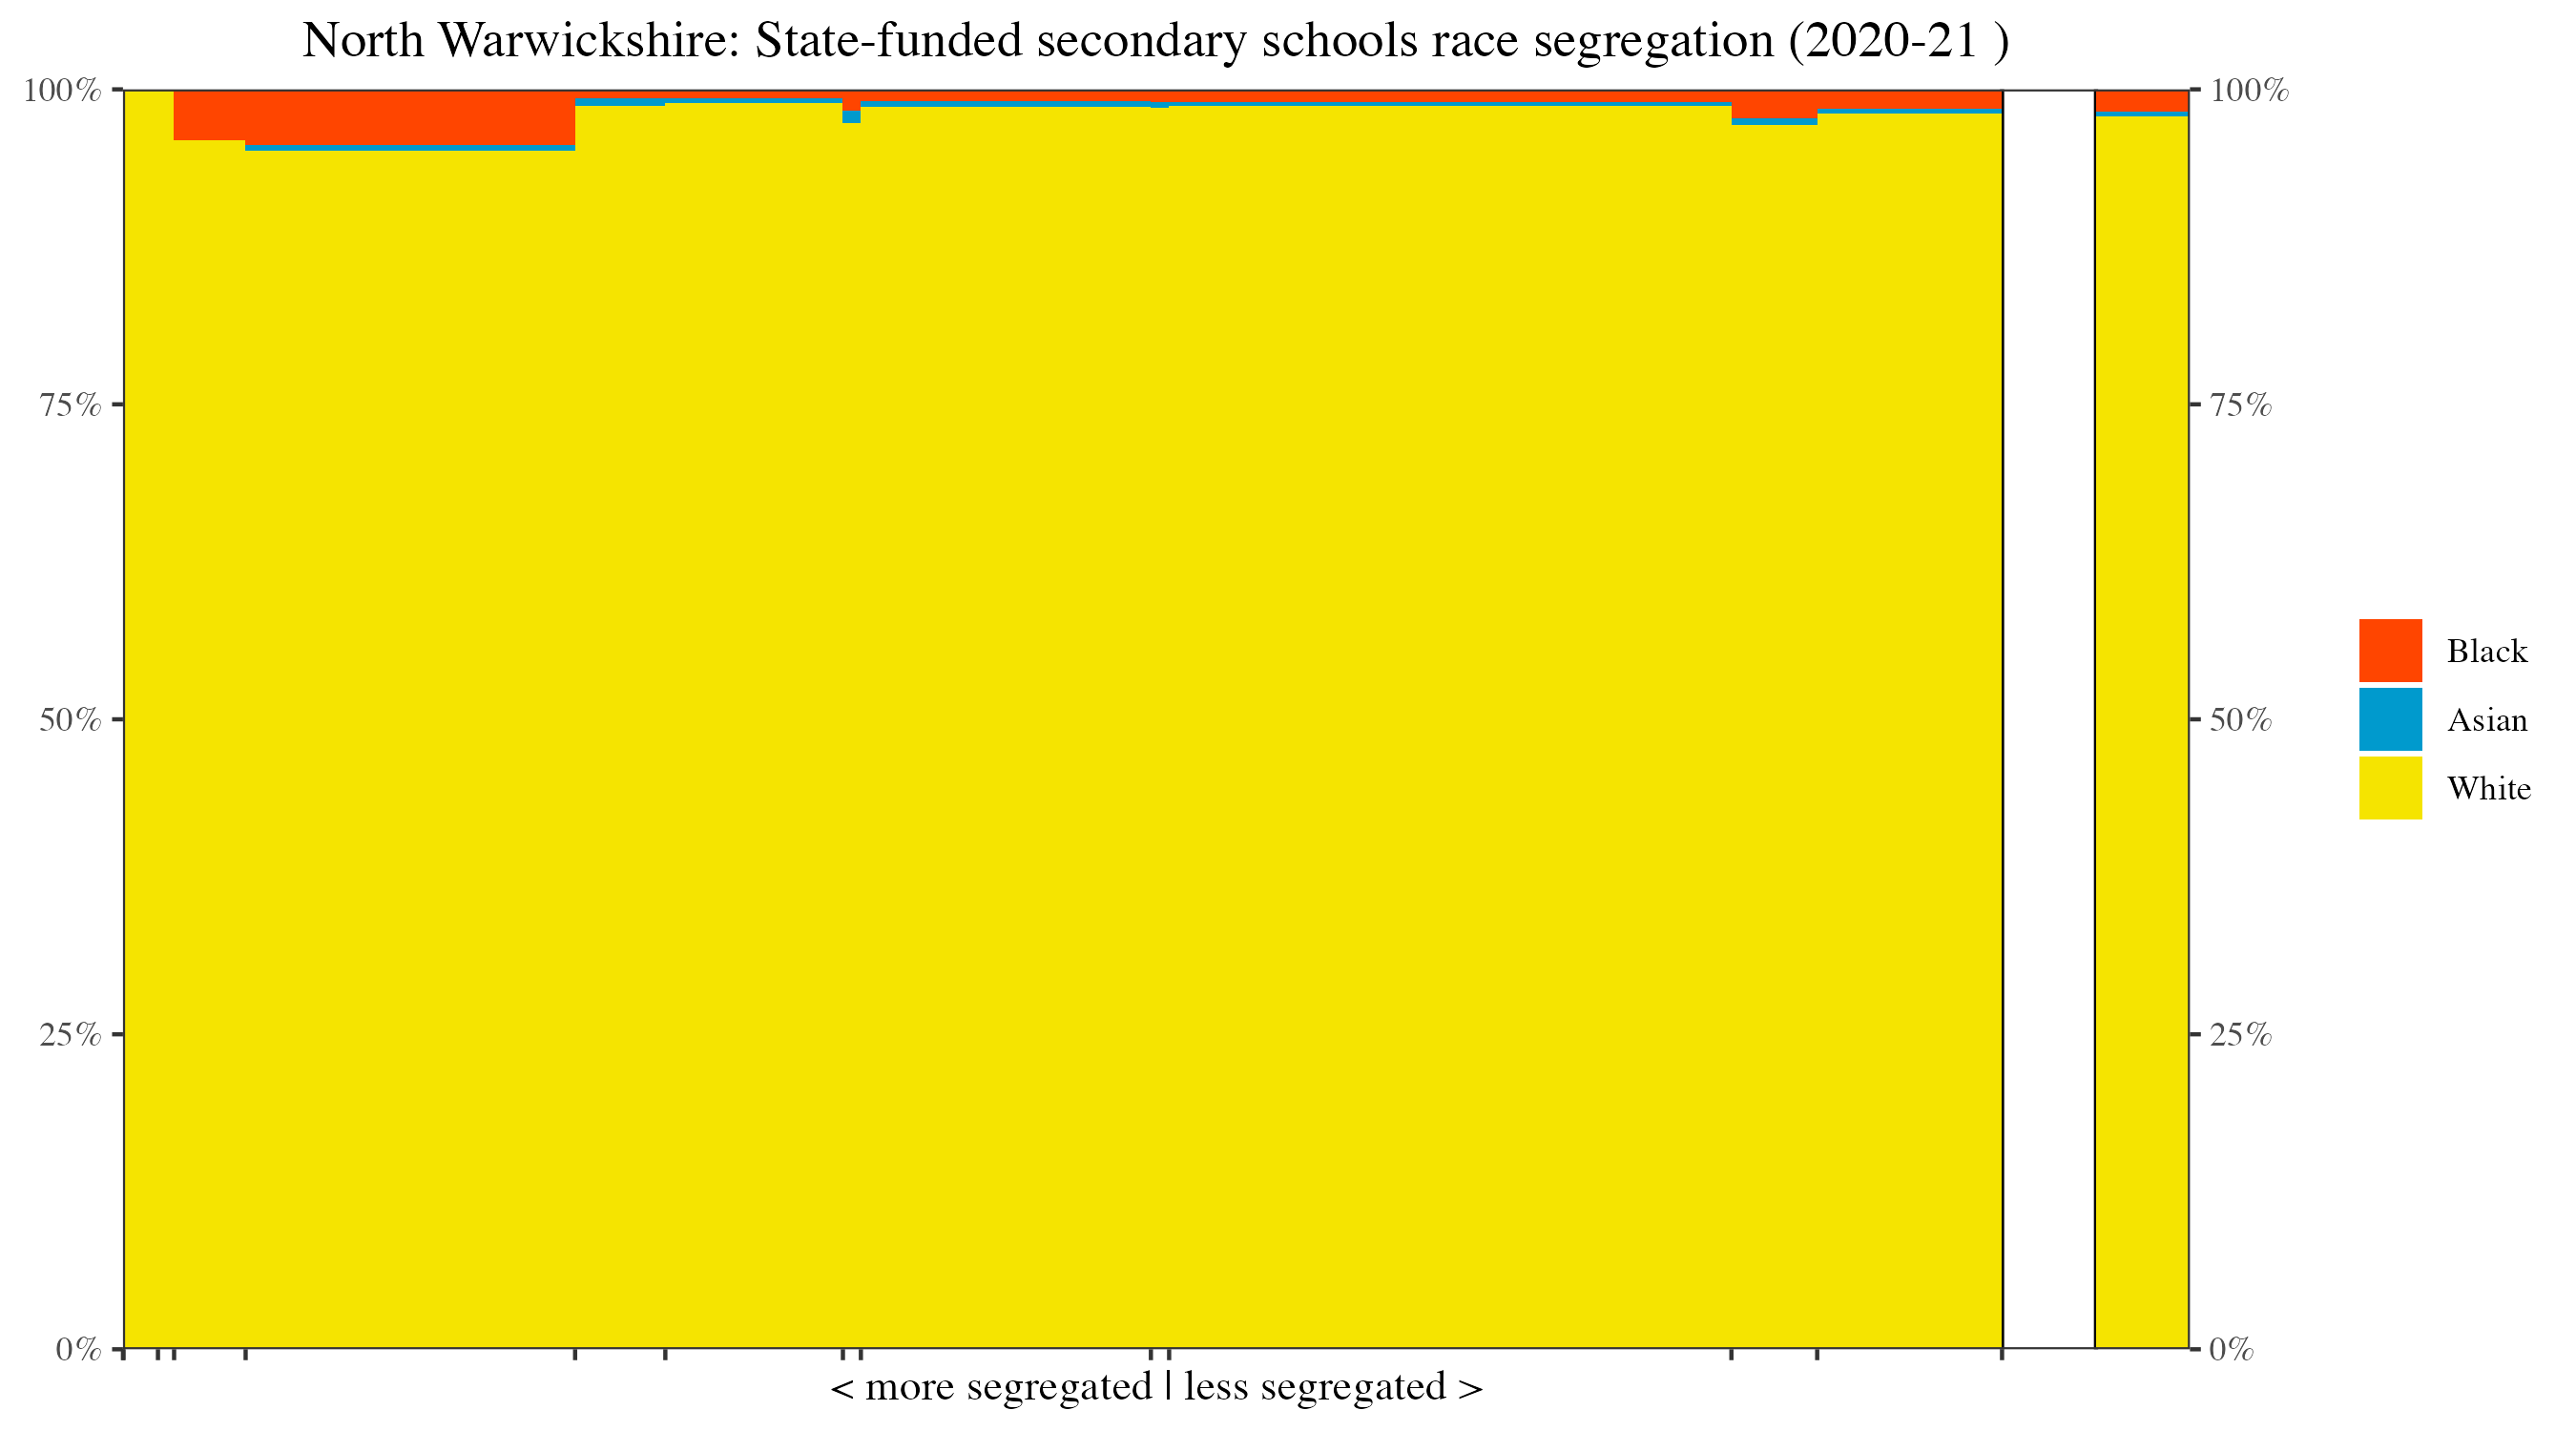 North Warwickshire: State-funded secondary schools race segregation (2020-21 )
100%
75%
50%
25%
0%
100%
75%
50%
25%
0%
Black
Asian
White
< more segregated | less segregated >